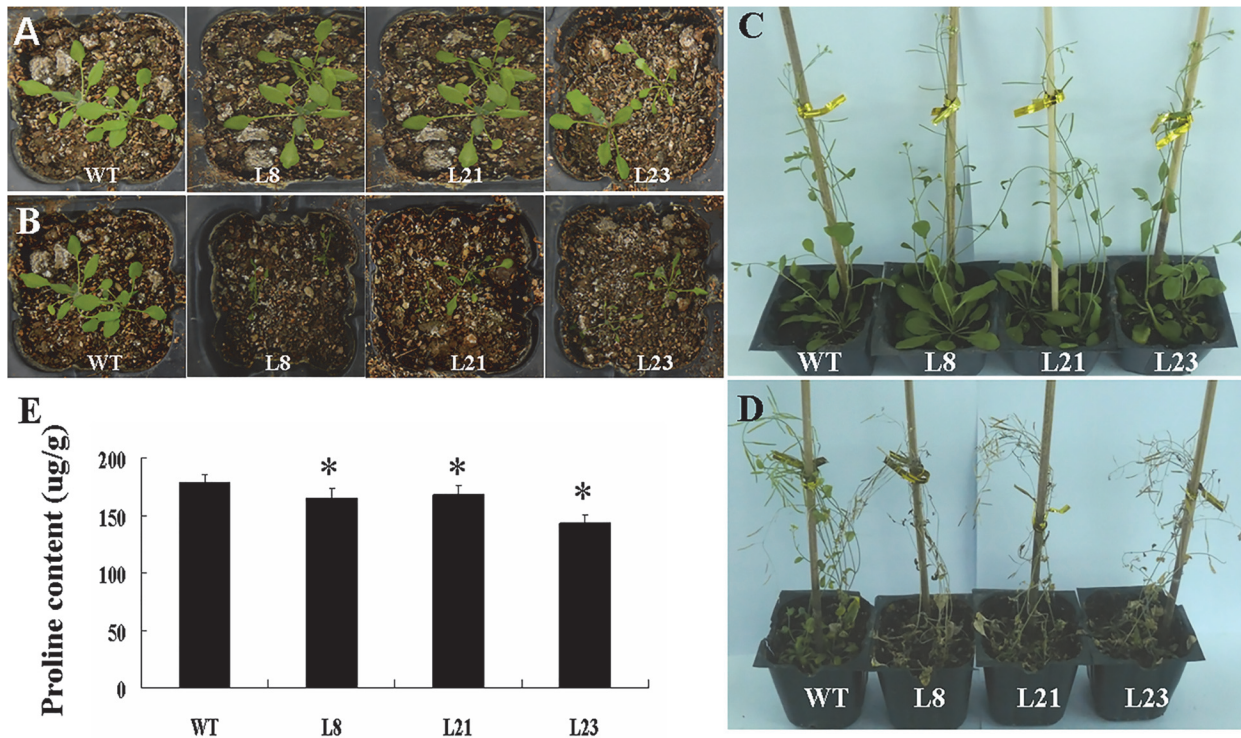 A
WT L8 L21 L23
B
WT L8 L21 L23
C
WT L8 L21 L23
D
WT L8 L21 L23
E
Proline content (ug/g)
200
150
100
50
0
* * *
WT L8 L21 L23